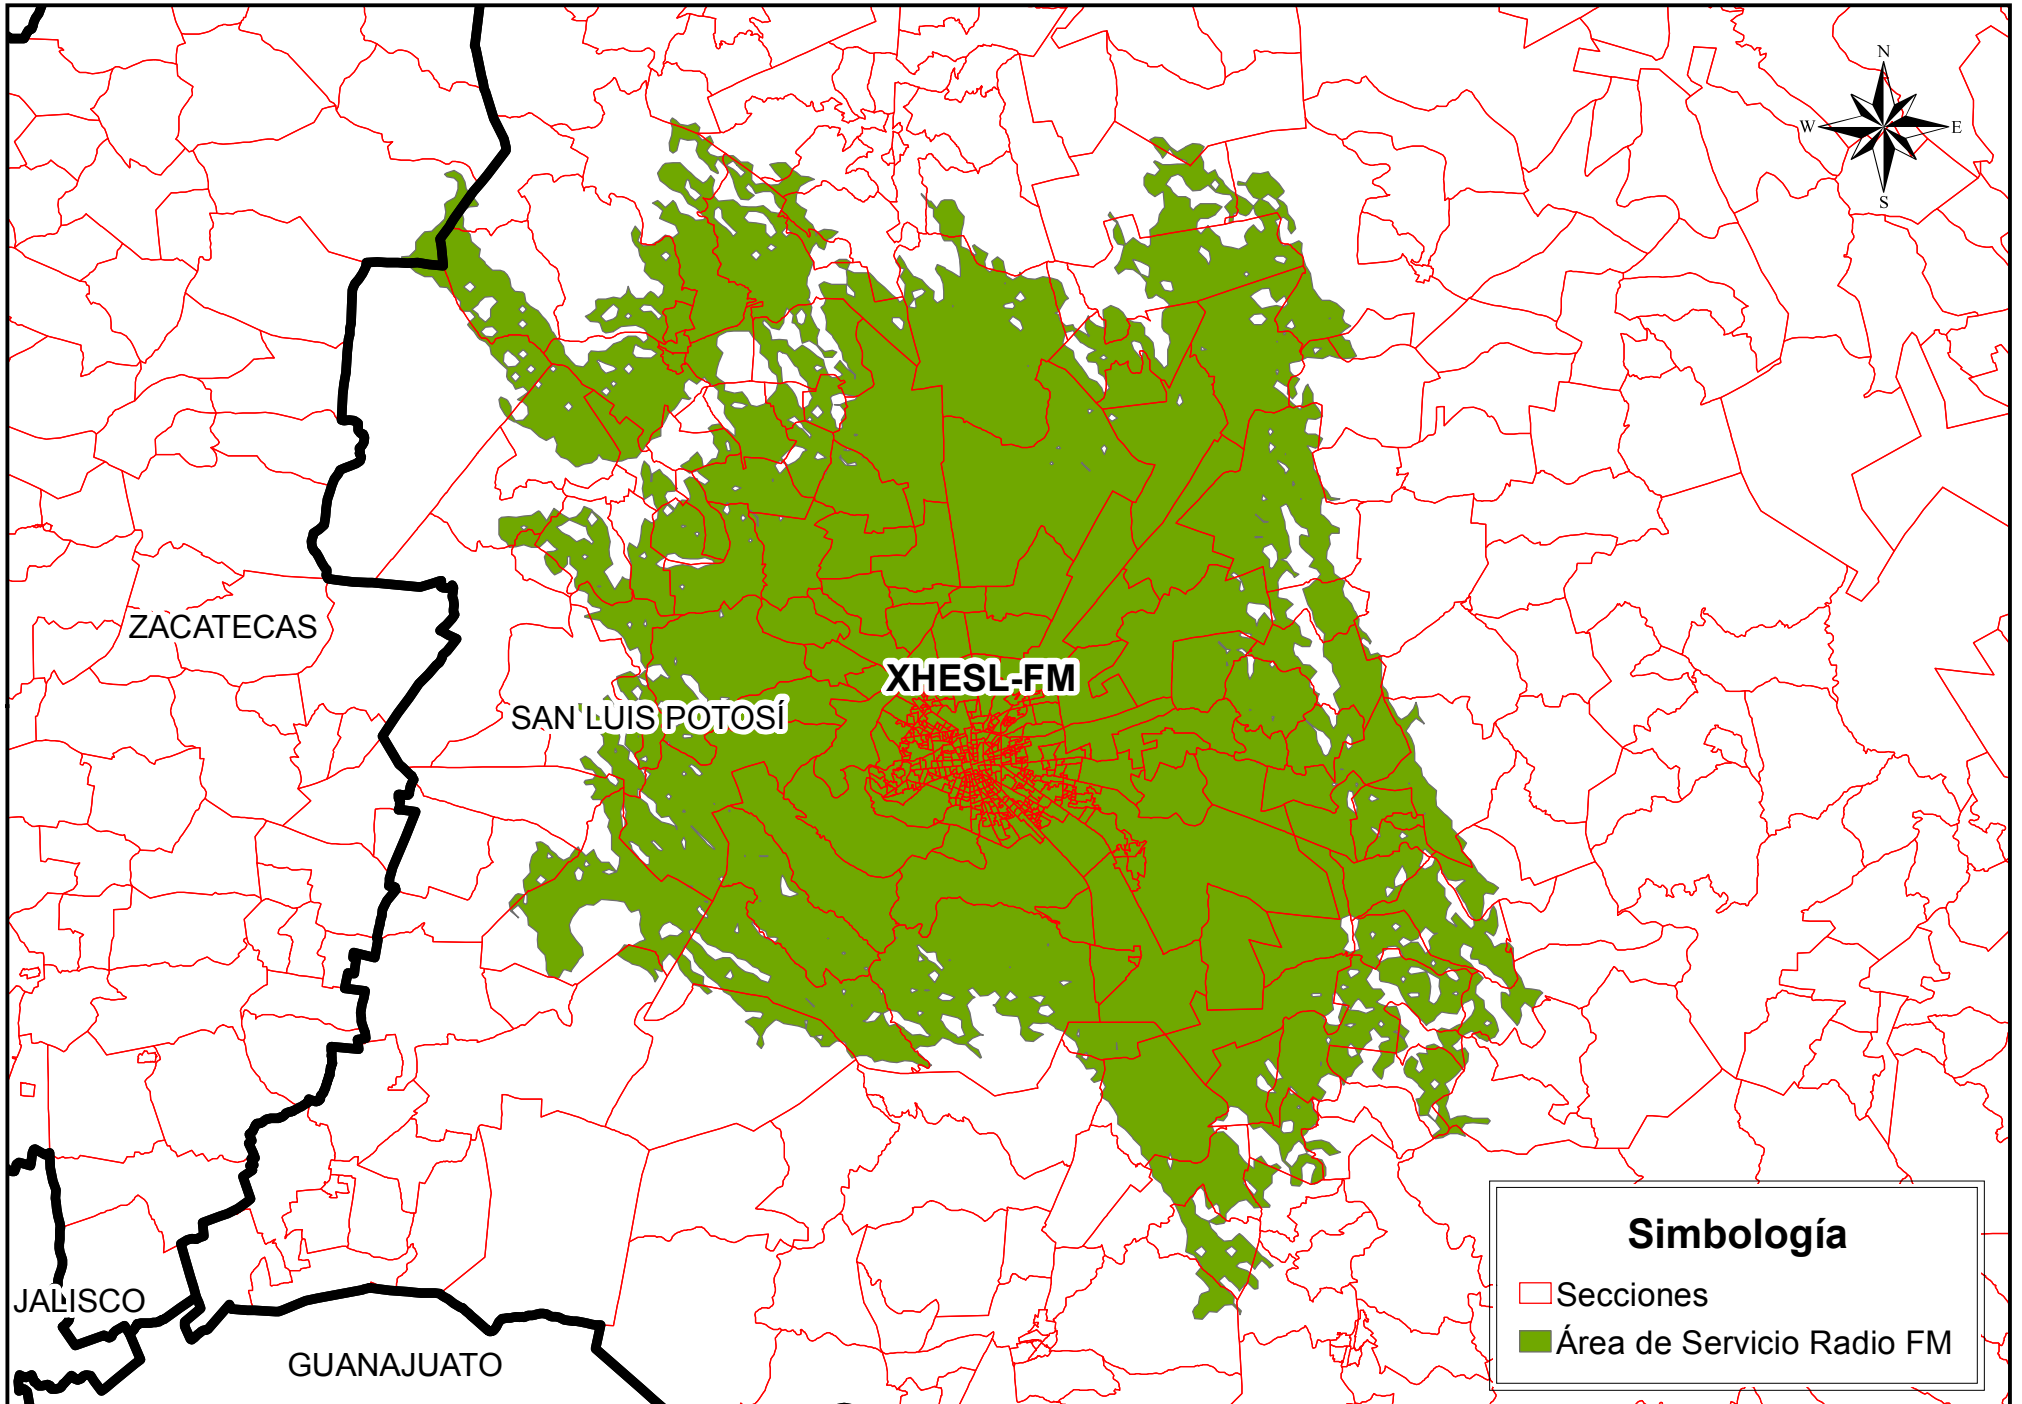 N
W E
S
ZACATECAS
XHESL-FM
SAN LUIS POTOSÍ
JALISCO
GUANAJUATO
Simbología
Secciones
Área de Servicio Radio FM